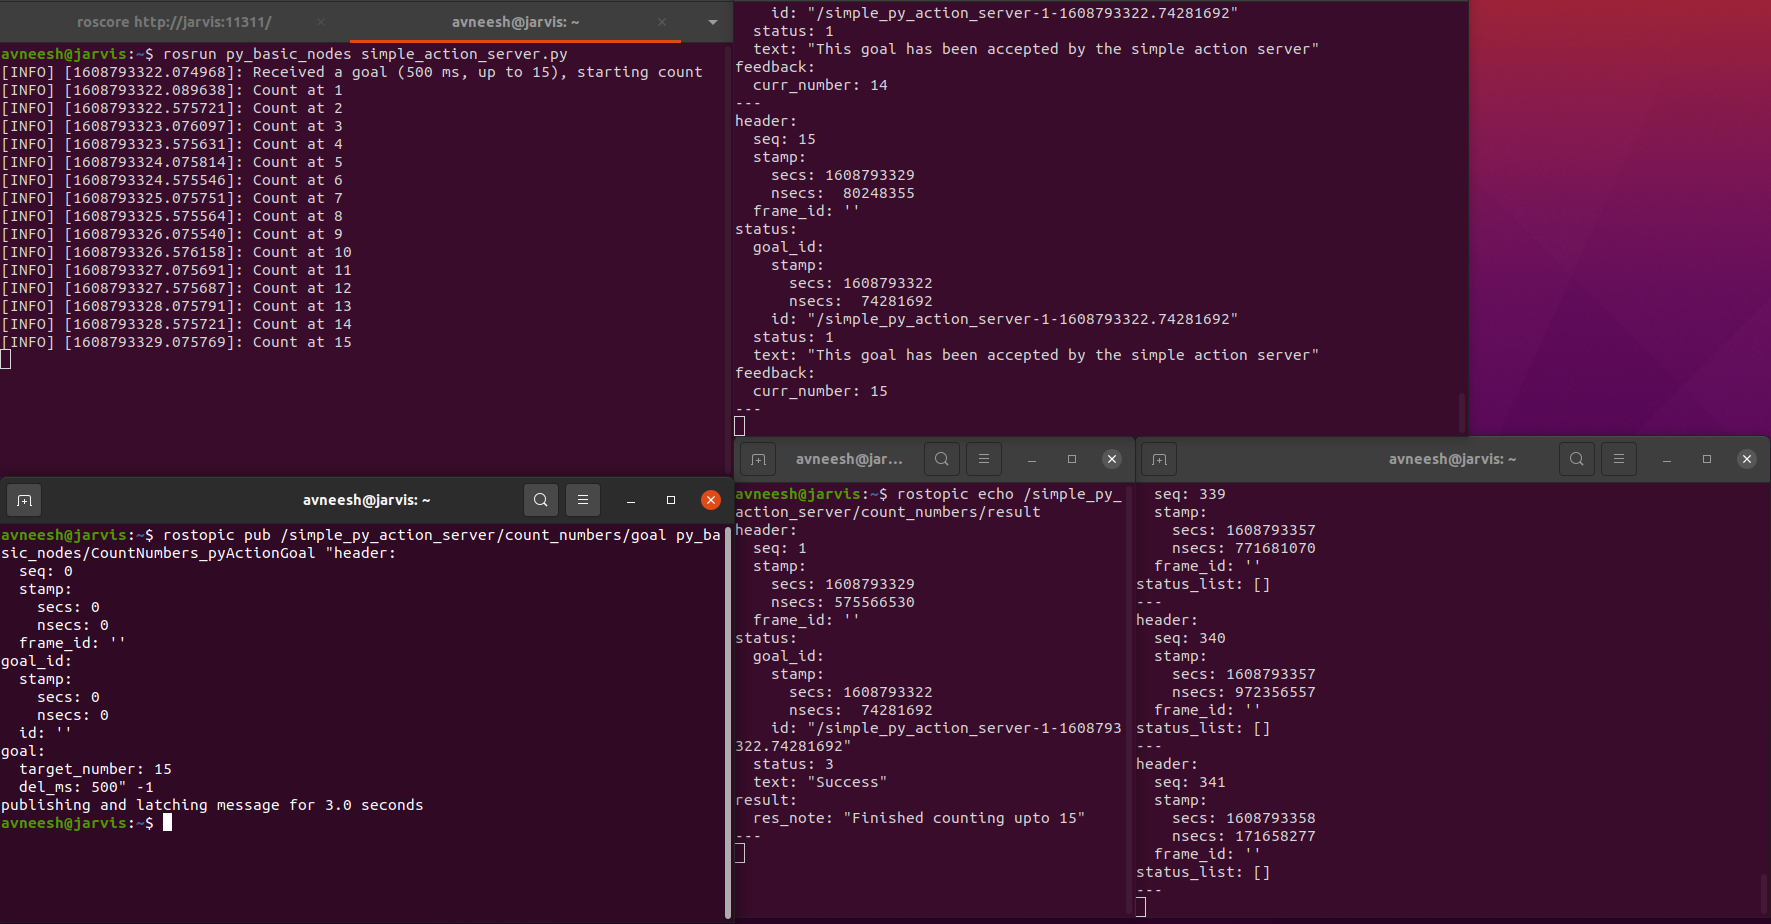 roscore http://jarvis:11311/
avneesh@jarvis: ~
avneesh@jarvis:~$ rosrun py_basic_nodes simple_action_server.py
[INFO] [1608793322.074968]: Received a goal (500 ms, up to 15), starting count
[INFO] [1608793322.089638]: Count at 1
[INFO] [1608793322.575721]: Count at 2
[INFO] [1608793323.076097]: Count at 3
[INFO] [1608793323.575631]: Count at 4
[INFO] [1608793324.075814]: Count at 5
[INFO] [1608793324.575546]: Count at 6
[INFO] [1608793325.075751]: Count at 7
[INFO] [1608793325.575564]: Count at 8
[INFO] [1608793326.075540]: Count at 9
[INFO] [1608793326.576158]: Count at 10
[INFO] [1608793327.075691]: Count at 11
[INFO] [1608793327.575687]: Count at 12
[INFO] [1608793328.075791]: Count at 13
[INFO] [1608793328.575721]: Count at 14
[INFO] [1608793329.075769]: Count at 15
    id: "/simple_py_action_server-1-1608793322.74281692"
  status: 1
  text: "This goal has been accepted by the simple action server"
feedback:
  curr_number: 14
---
header:
  seq: 15
  stamp:
    secs: 1608793329
    nsecs:  80248355
  frame_id: ''
status:
  goal_id:
    stamp:
      secs: 1608793322
      nsecs:  74281692
    id: "/simple_py_action_server-1-1608793322.74281692"
  status: 1
  text: "This goal has been accepted by the simple action server"
feedback:
  curr_number: 15
---
avneesh@jarvis: ~
avneesh@jarvis:~$ rostopic pub /simple_py_action_server/count_numbers/goal py_ba
sic_nodes/CountNumbers_pyActionGoal "header:
  seq: 0
  stamp:
    secs: 0
    nsecs: 0
  frame_id: ''
goal_id:
  stamp:
    secs: 0
    nsecs: 0
  id: ''
goal:
  target_number: 15
  del_ms: 500" -1
publishing and latching message for 3.0 seconds
avneesh@jarvis:~$
avneesh@jar...
avneesh@jarvis:~$ rostopic echo /simple_py_
action_server/count_numbers/result
header:
  seq: 1
  stamp:
    secs: 1608793329
    nsecs: 575566530
  frame_id: ''
status:
  goal_id:
    stamp:
      secs: 1608793322
      nsecs:  74281692
    id: "/simple_py_action_server-1-1608793
322.74281692"
  status: 3
  text: "Success"
result:
  res_note: "Finished counting upto 15"
---
avneesh@jarvis: ~
  seq: 339
  stamp:
    secs: 1608793357
    nsecs: 771681070
  frame_id: ''
status_list: []
---
header:
  seq: 340
  stamp:
    secs: 1608793357
    nsecs: 972356557
  frame_id: ''
status_list: []
---
header:
  seq: 341
  stamp:
    secs: 1608793358
    nsecs: 171658277
  frame_id: ''
status_list: []
---